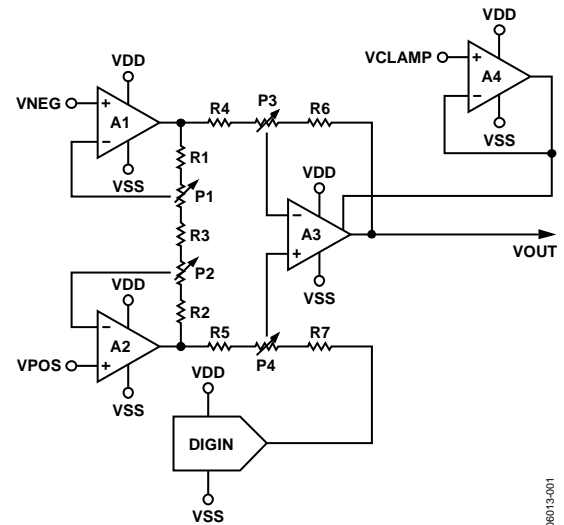 VDD
VDD
VCLAMP
+
A4
−
VSS
VDD
VNEG
+
A1
−
VSS
R4
P3
R6
R1
P1
R3
P2
R2
VDD
−
A3
+
VSS
VOUT
VDD
−
A2
+
VPOS
VSS
R5
P4
R7
VDD
DIGIN
VSS
06013-001